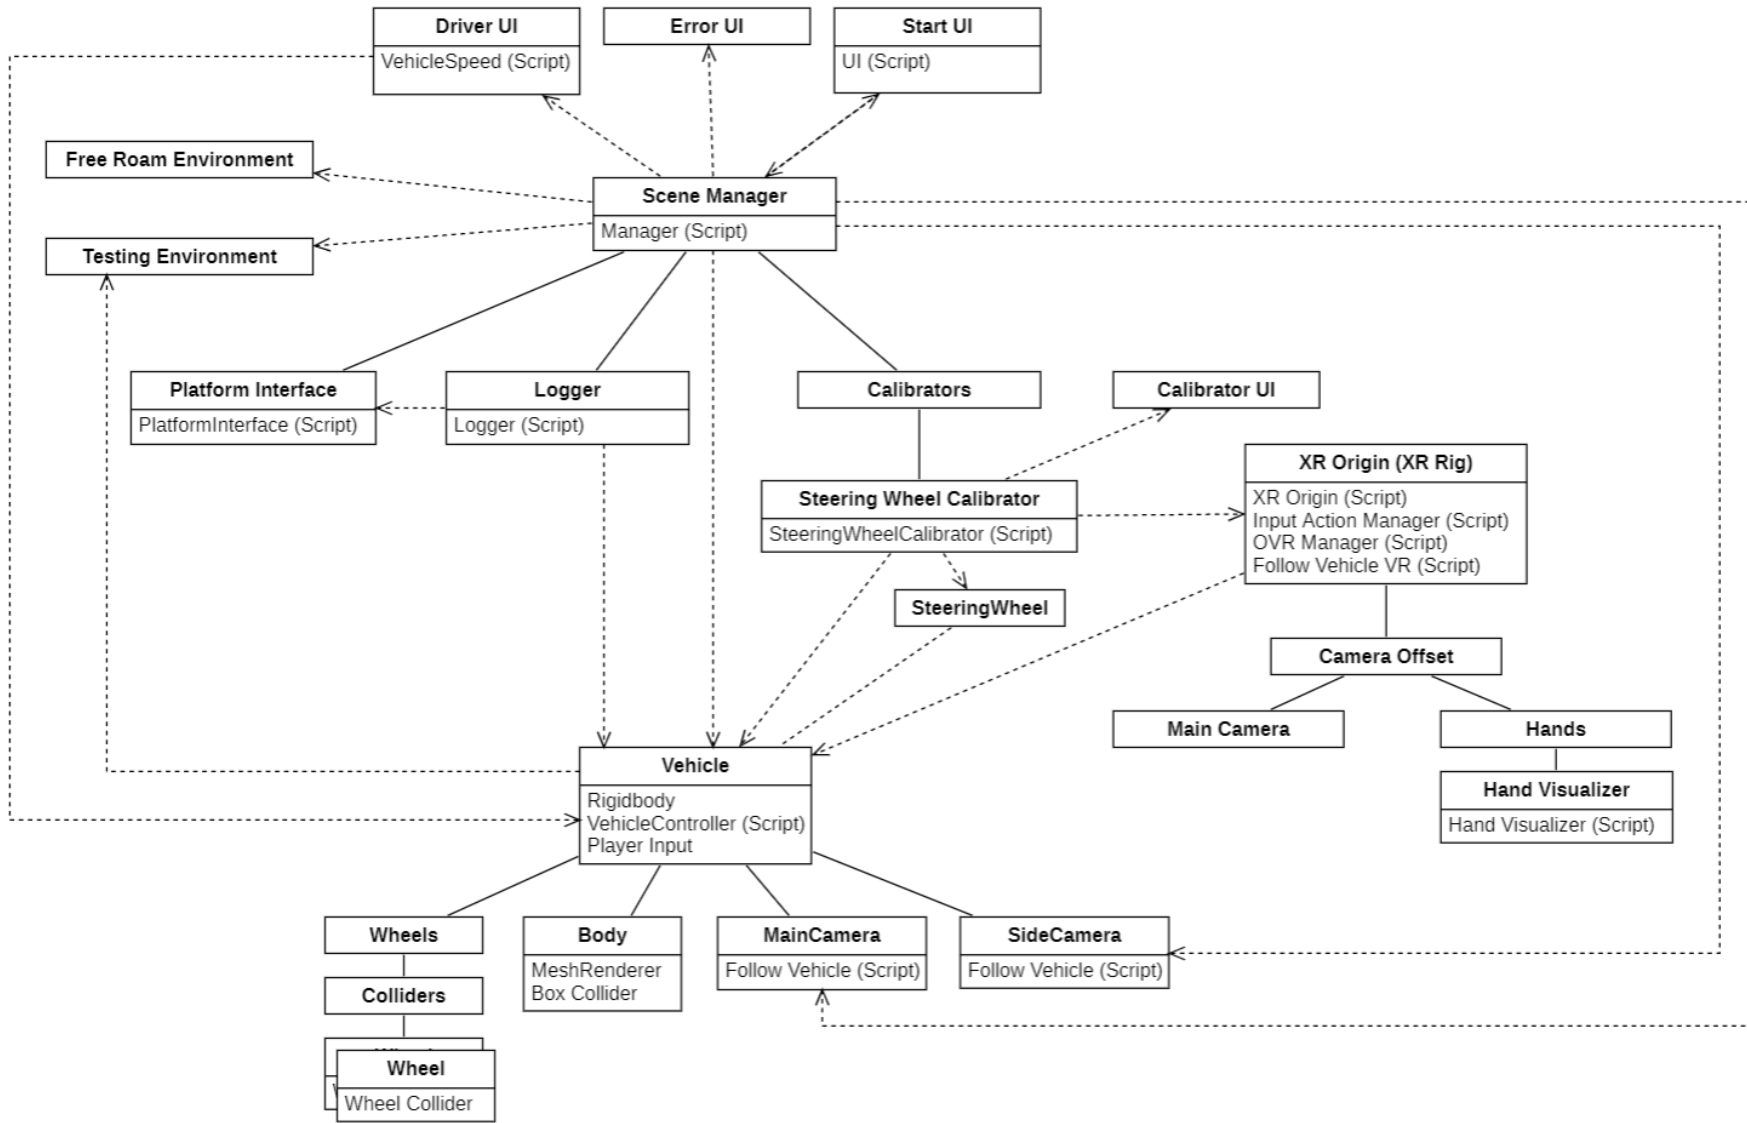 Driver UI
VehicleSpeed (Script)
Error UI
Start UI
UI (Script)
Free Roam Environment
Scene Manager
Manager (Script)
Testing Environment
Platform Interface
PlatformInterface (Script)
Logger
Logger (Script)
Calibrators
Calibrator UI
XR Origin (XR Rig)
XR Origin (Script)
Input Action Manager (Script)
OVR Manager (Script)
Follow Vehicle VR (Script)
Steering Wheel Calibrator
SteeringWheelCalibrator (Script)
SteeringWheel
Camera Offset
Main Camera
Hands
Hand Visualizer
Hand Visualizer (Script)
Vehicle
Rigidbody
VehicleController (Script)
Player Input
Wheels
Body
MeshRenderer
Box Collider
MainCamera
Follow Vehicle (Script)
SideCamera
Follow Vehicle (Script)
Colliders
Wheel
Wheel Collider